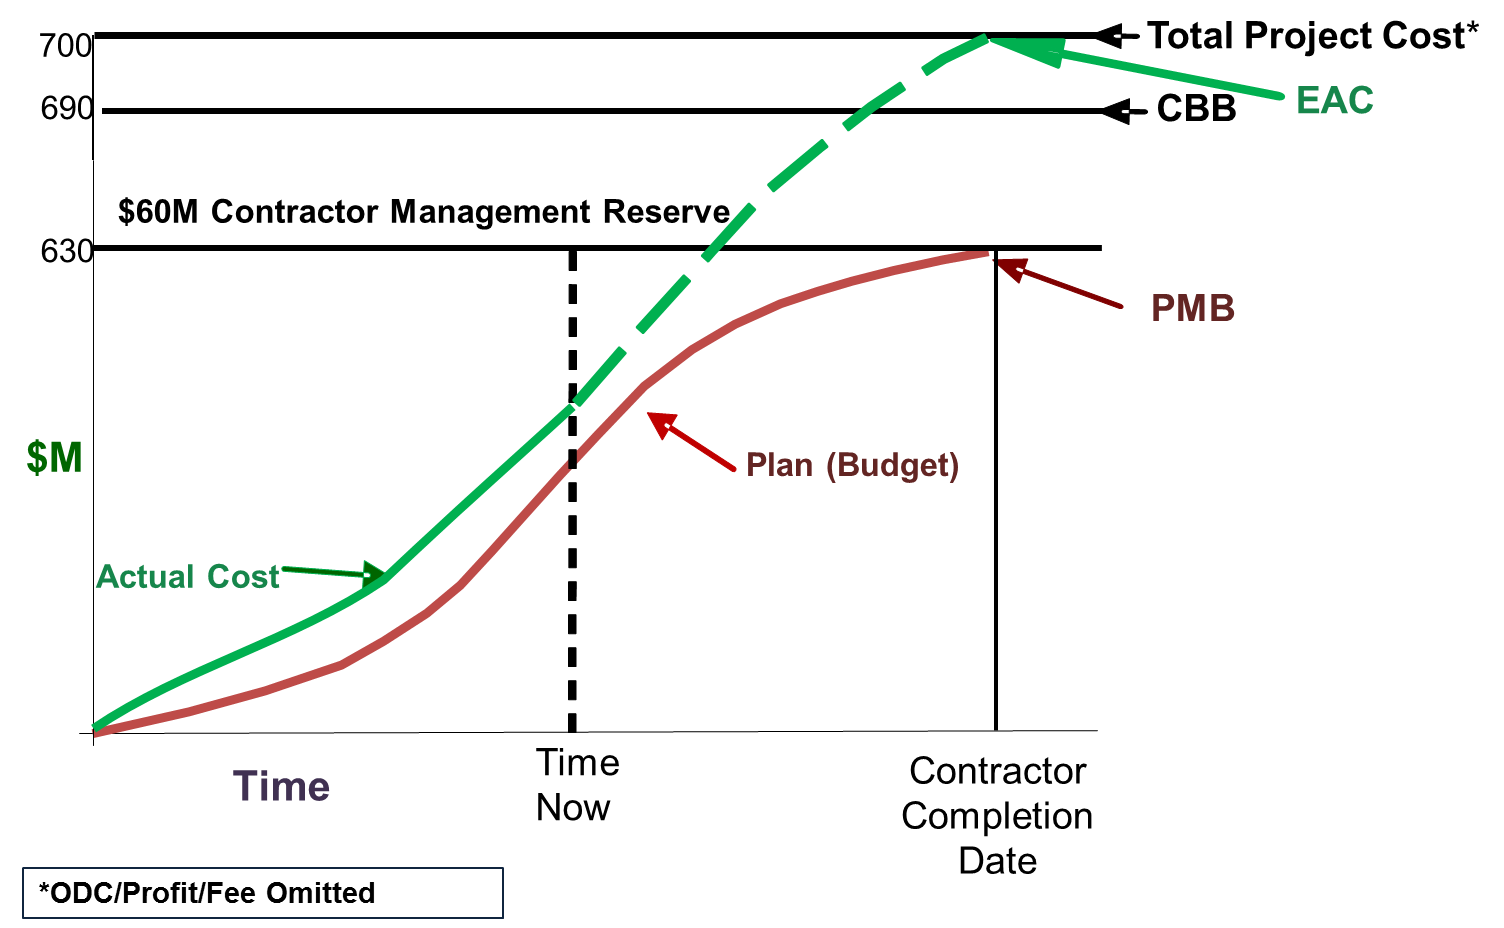 700
Total Project Cost*
EAC
690
CBB
$60M Contractor Management Reserve
630
PMB
$M
Plan (Budget)
Actual Cost
Time
Time
Now
Contractor
Completion
Date
*ODC/Profit/Fee Omitted